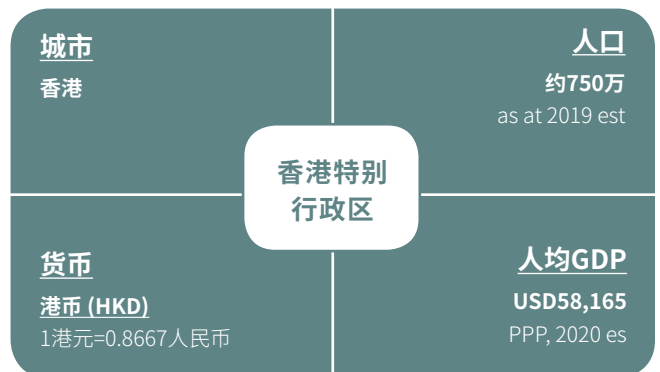 城市
香港
人口
约750万
as at 2019 est
香港特别
行政区
货币
港币 (HKD)
1港元=0.8667人民币
人均GDP
USD58,165
PPP, 2020 es